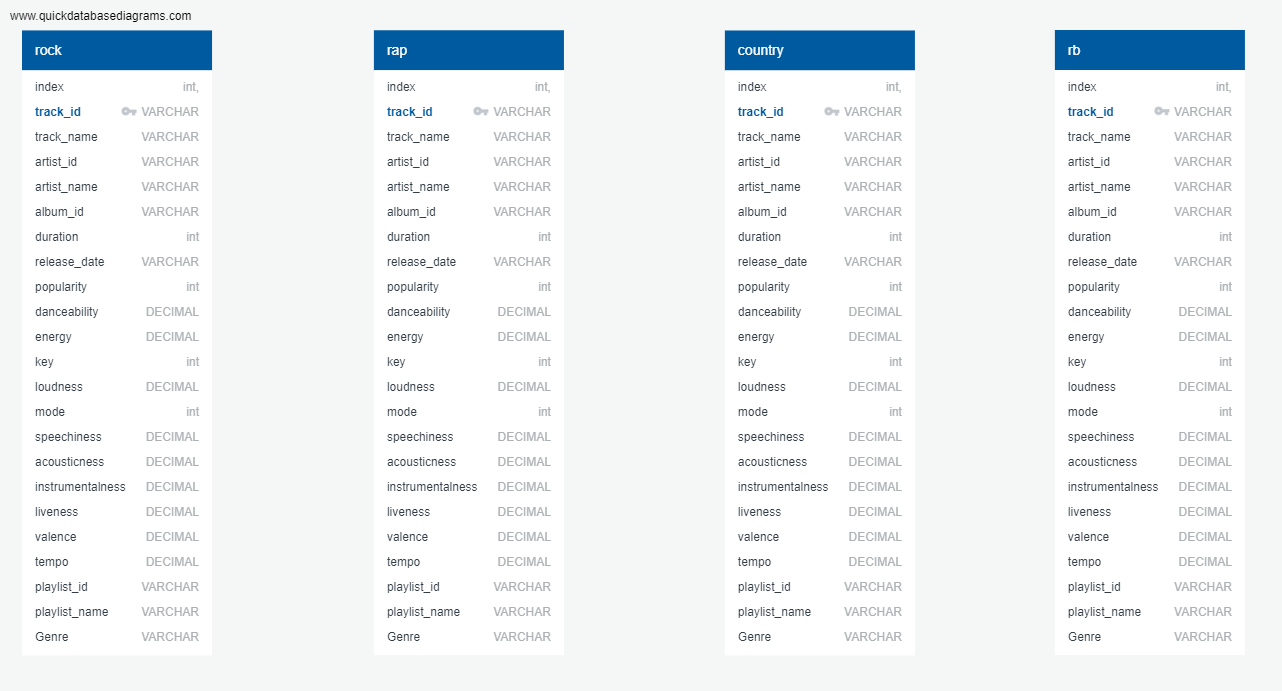 www.quickdatabasediagrams.com
rock
index int,
track_id VARCHAR
track_name VARCHAR
artist_id VARCHAR
artist_name VARCHAR
album_id VARCHAR
duration int
release_date VARCHAR
popularity int
danceability DECIMAL
energy DECIMAL
key int
loudness DECIMAL
mode int
speechiness DECIMAL
acousticness DECIMAL
instrumentalness DECIMAL
liveness DECIMAL
valence DECIMAL
tempo DECIMAL
playlist_id VARCHAR
playlist_name VARCHAR
Genre VARCHAR
rap
index int,
track_id VARCHAR
track_name VARCHAR
artist_id VARCHAR
artist_name VARCHAR
album_id VARCHAR
duration int
release_date VARCHAR
popularity int
danceability DECIMAL
energy DECIMAL
key int
loudness DECIMAL
mode int
speechiness DECIMAL
acousticness DECIMAL
instrumentalness DECIMAL
liveness DECIMAL
valence DECIMAL
tempo DECIMAL
playlist_id VARCHAR
playlist_name VARCHAR
Genre VARCHAR
country
index int,
track_id VARCHAR
track_name VARCHAR
artist_id VARCHAR
artist_name VARCHAR
album_id VARCHAR
duration int
release_date VARCHAR
popularity int
danceability DECIMAL
energy DECIMAL
key int
loudness DECIMAL
mode int
speechiness DECIMAL
acousticness DECIMAL
instrumentalness DECIMAL
liveness DECIMAL
valence DECIMAL
tempo DECIMAL
playlist_id VARCHAR
playlist_name VARCHAR
Genre VARCHAR
rb
index int,
track_id VARCHAR
track_name VARCHAR
artist_id VARCHAR
artist_name VARCHAR
album_id VARCHAR
duration int
release_date VARCHAR
popularity int
danceability DECIMAL
energy DECIMAL
key int
loudness DECIMAL
mode int
speechiness DECIMAL
acousticness DECIMAL
instrumentalness DECIMAL
liveness DECIMAL
valence DECIMAL
tempo DECIMAL
playlist_id VARCHAR
playlist_name VARCHAR
Genre VARCHAR